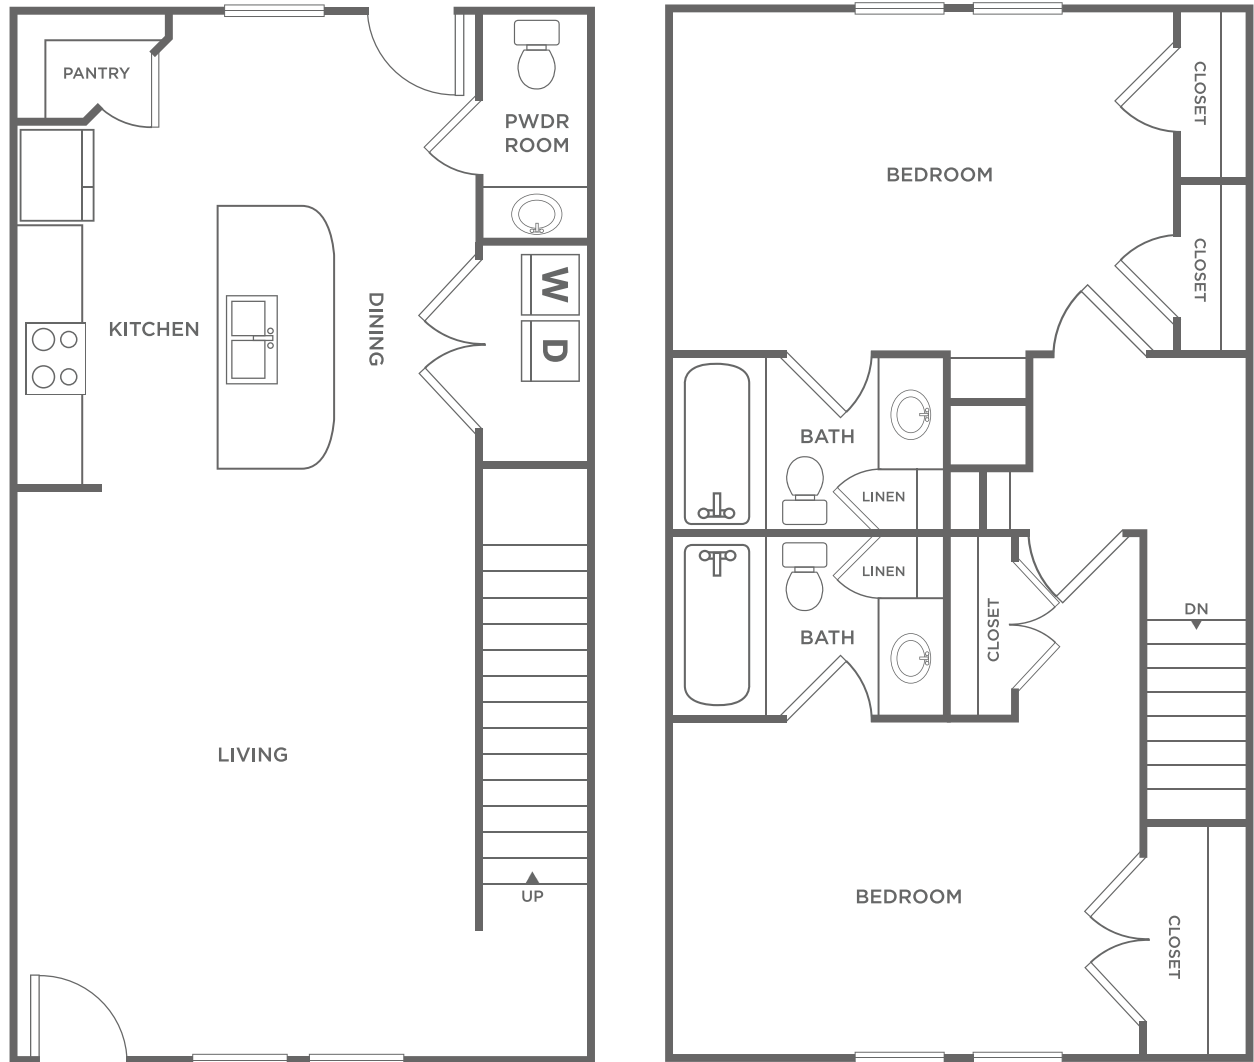 PANTRY
PWDR
ROOM
KITCHEN
DINING
W
D
LIVING
UP
CLOSET
BEDROOM
CLOSET
BATH
LINEN
LINEN
BATH
CLOSET
DN
BEDROOM
CLOSET